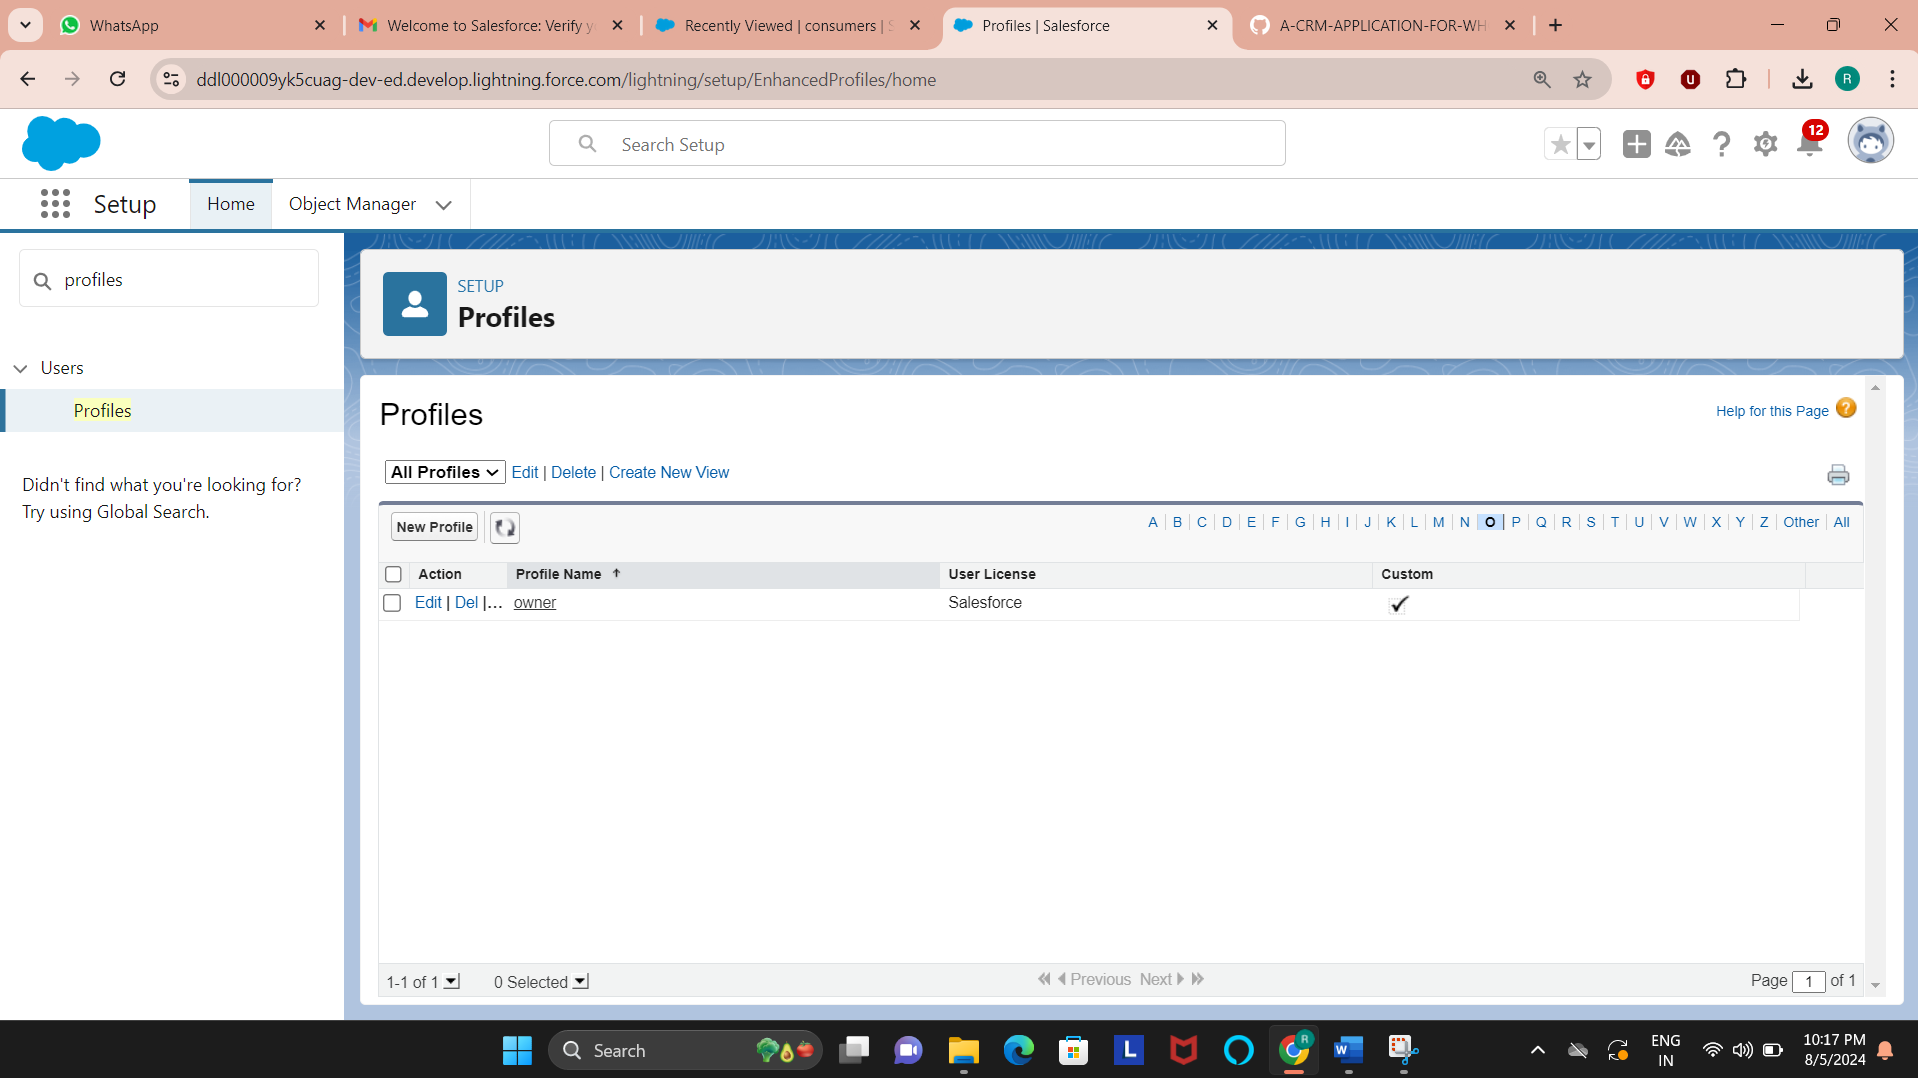 WhatsApp
Welcome to Salesforce: Verify y
Recently Viewed | consumers | S
Profiles | Salesforce
A-CRM-APPLICATION-FOR-WH
ddl000009yk5cuag-dev-ed.develop.lightning.force.com/lightning/setup/EnhancedProfiles/home
U
R
Search Setup
12
Setup
Home
Object Manager
profiles
Users
Profiles
Didn't find what you're looking for?
Try using Global Search.
SETUP
Profiles
Profiles
Help for this Page ?
All Profiles Edit | Delete | Create New View
New Profile
A B C D E F G H I J K L M N O P Q R S T U V W X Y Z Other All
Action Profile Name User License Custom
Edit | Del |... owner Salesforce
1-1 of 1 0 Selected Previous Next Page 1 of 1
Search
L
R
W
ENG
IN
10:17 PM
8/5/2024